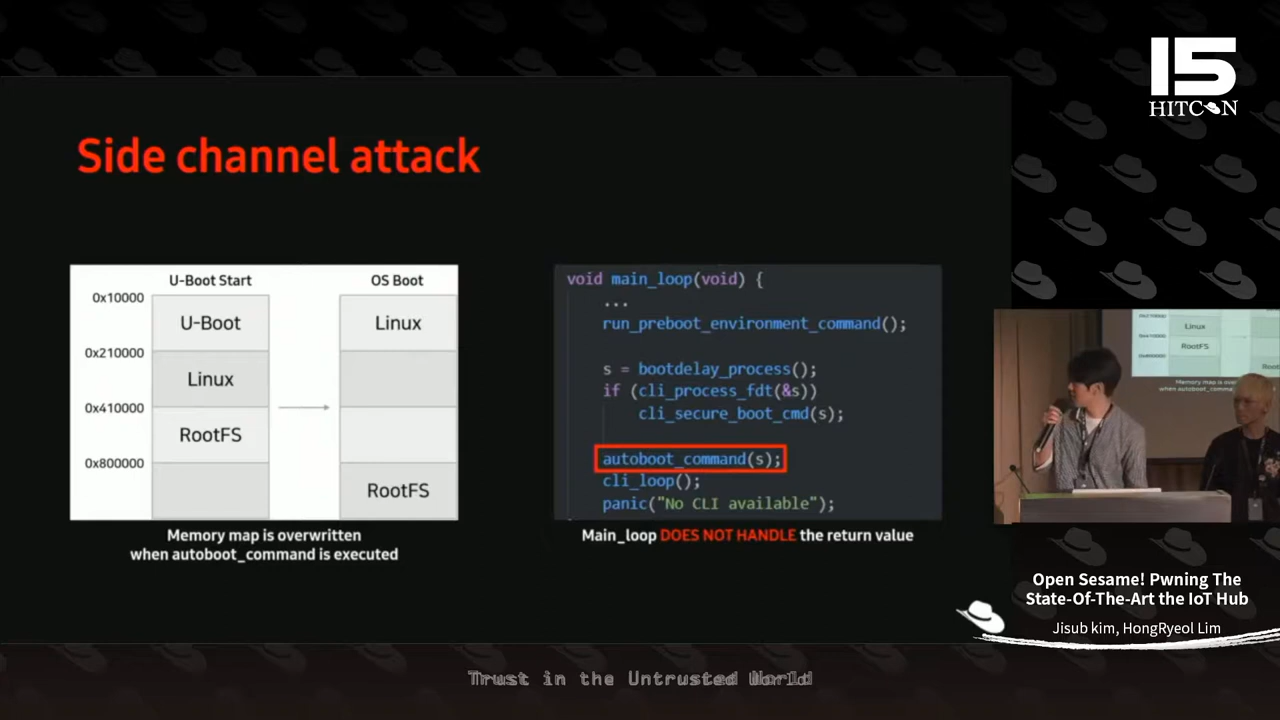 15
HITCON
Side channel attack
U-Boot Start
OS Boot
0x10000
U-Boot
Linux
0x210000
Linux
0x410000
RootFS
0x800000
RootFS
Memory map is overwritten
when autoboot_command is executed
void main_loop(void) {
...
run_preboot_environment_command();
s = bootdelay_process();
if (cli_process_fdt(&s))
cli_secure_boot_cmd(s);
autoboot_command(s);
cli_loop();
panic("No CLI available");
Main_loop DOES NOT HANDLE the return value
Linux
RootFS
Open Sesame! Pwning The
State-Of-The-Art the IoT Hub
Jisub kim, HongRyeol Lim
Trust in the Untrusted World